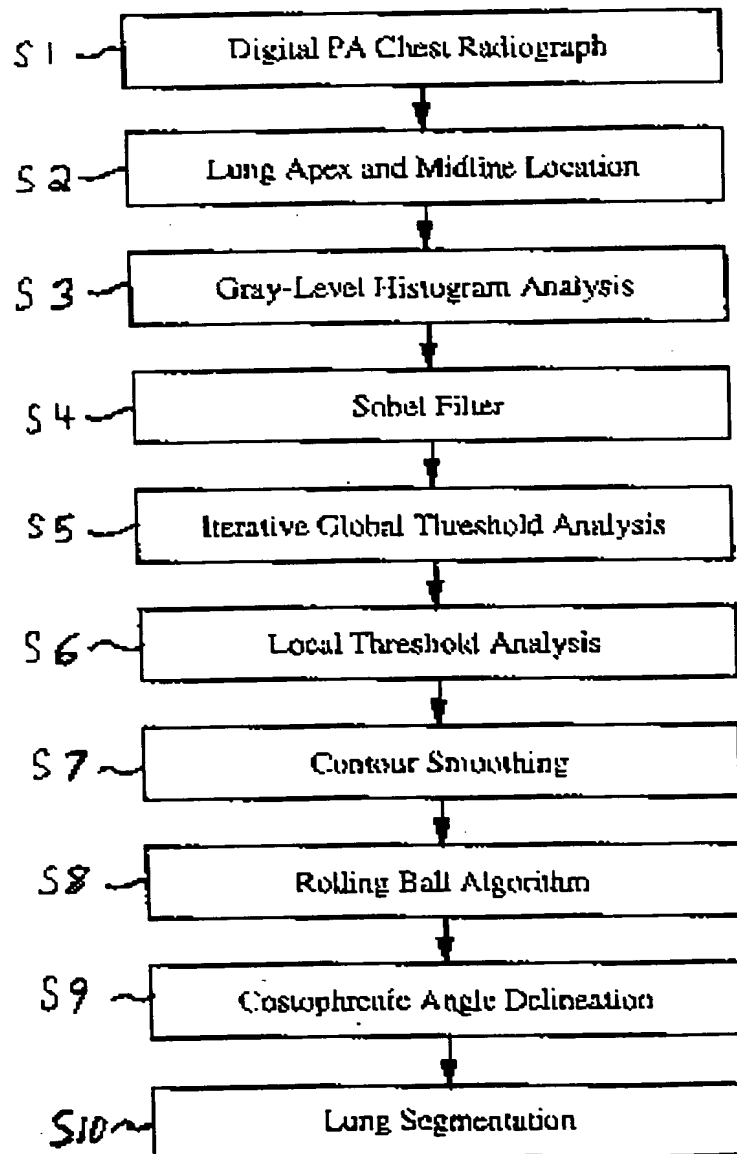 S1 Digital PA Chest Radiograph
S2 Lung Apex and Midline Location
S3 Gray-Level Histogram Analysis
S4 Sobel Filter
S5 Iterative Global Threshold Analysis
S6 Local Threshold Analysis
S7 Contour Smoothing
S8 Rolling Ball Algorithm
S9 Costophrenic Angle Delineation
S10 Lung Segmentation